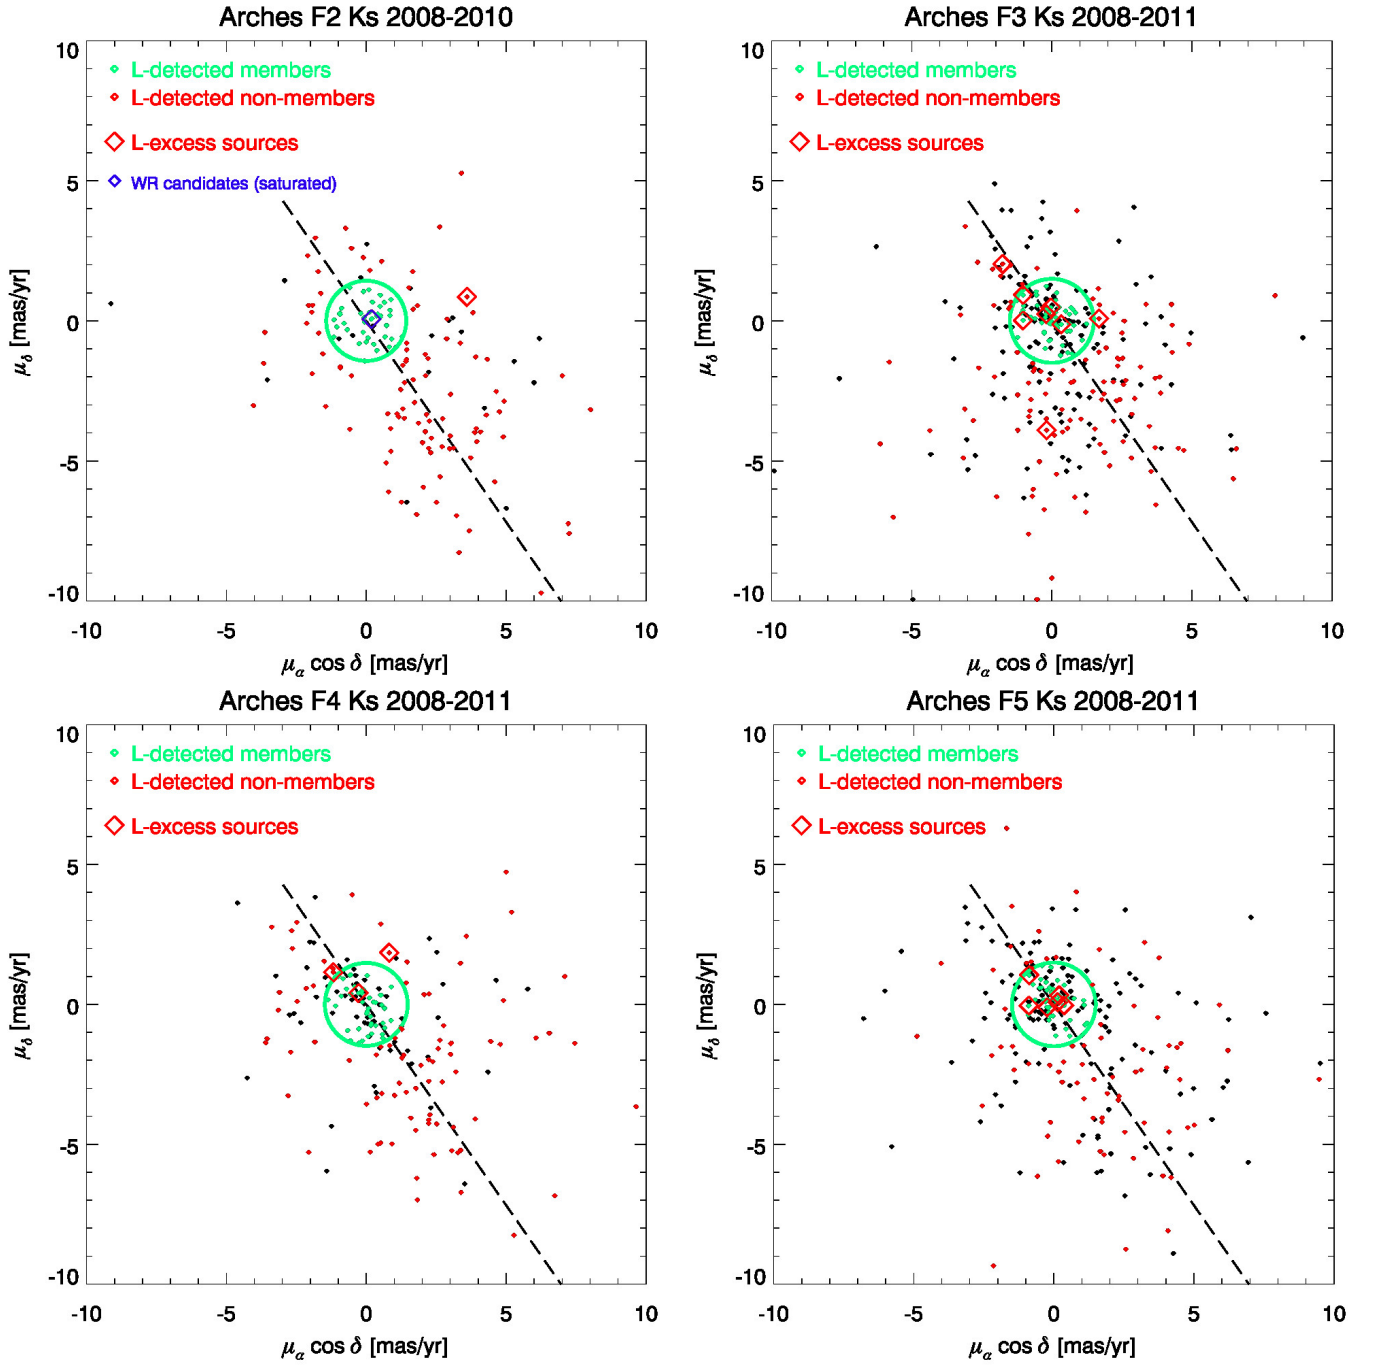 Arches F2 Ks 2008-2010
10
5
0
-5
-10
-10 -5 0 5 10
μδ [mas/yr]
μα cos δ [mas/yr]
L-detected members
L-detected non-members
L-excess sources
WR candidates (saturated)
Arches F3 Ks 2008-2011
10
5
0
-5
-10
-10 -5 0 5 10
μδ [mas/yr]
μα cos δ [mas/yr]
L-detected members
L-detected non-members
L-excess sources
Arches F4 Ks 2008-2011
10
5
0
-5
-10
-10 -5 0 5 10
μδ [mas/yr]
μα cos δ [mas/yr]
L-detected members
L-detected non-members
L-excess sources
Arches F5 Ks 2008-2011
10
5
0
-5
-10
-10 -5 0 5 10
μδ [mas/yr]
μα cos δ [mas/yr]
L-detected members
L-detected non-members
L-excess sources